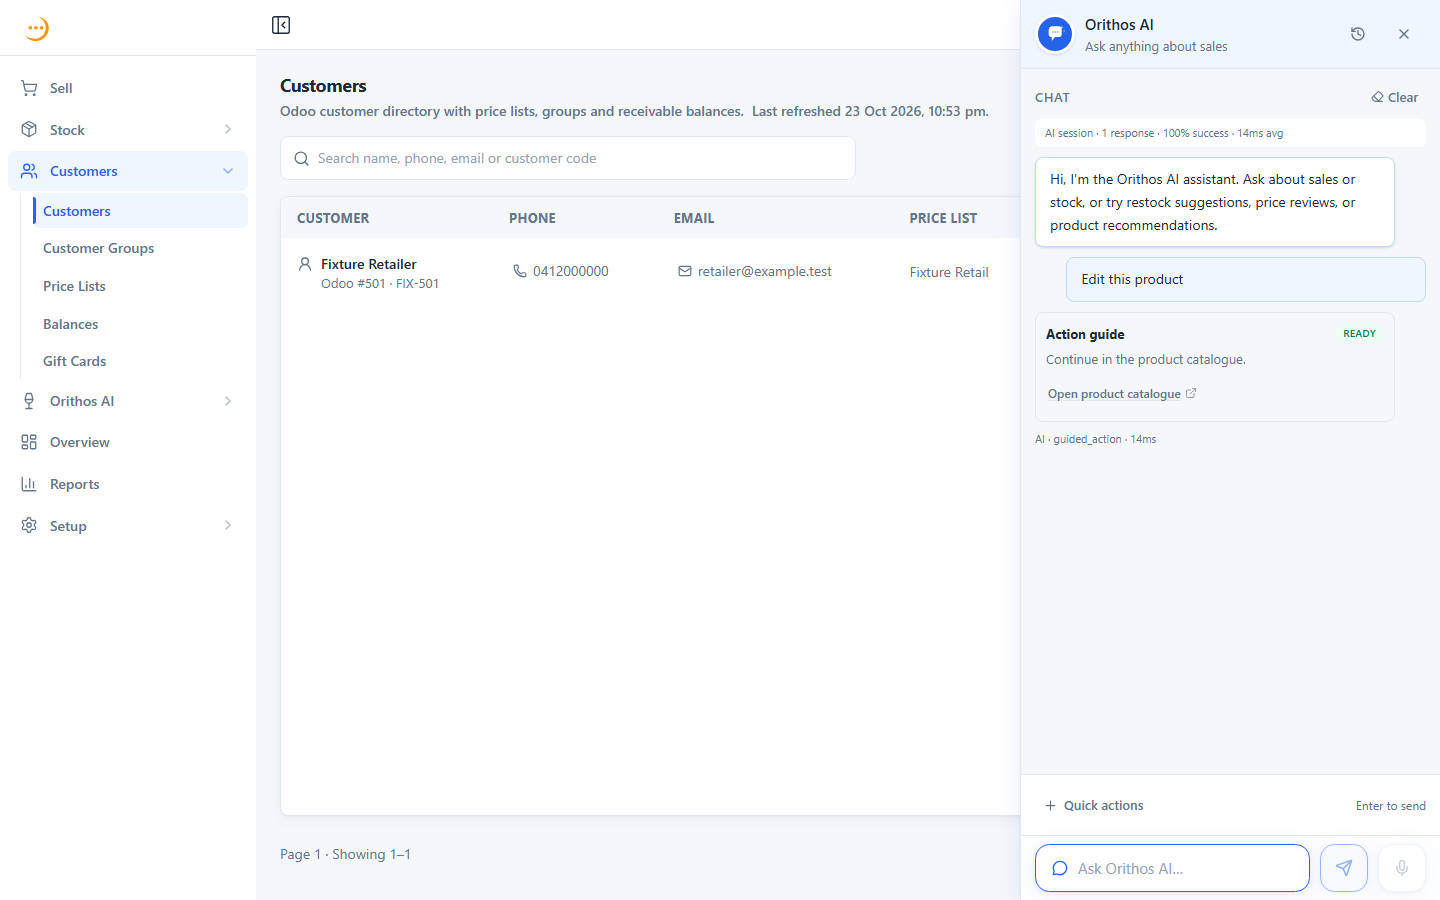 Sell
Stock
Customers
Customers
Customer Groups
Price Lists
Balances
Gift Cards
Orithos AI
Overview
Reports
Setup
Customers
Odoo customer directory with price lists, groups and receivable balances. Last refreshed 23 Oct 2026, 10:53 pm.
Search name, phone, email or customer code
CUSTOMER PHONE EMAIL PRICE LIST
Fixture Retailer 0412000000 retailer@example.test Fixture Retail
Odoo #501 · FIX-501
Page 1 · Showing 1–1
Orithos AI
Ask anything about sales
CHAT Clear
AI session · 1 response · 100% success · 14ms avg
Hi, I'm the Orithos AI assistant. Ask about sales or
stock, or try restock suggestions, price reviews, or
product recommendations.
Edit this product
Action guide READY
Continue in the product catalogue.
Open product catalogue
AI · guided_action · 14ms
Quick actions Enter to send
Ask Orithos AI...